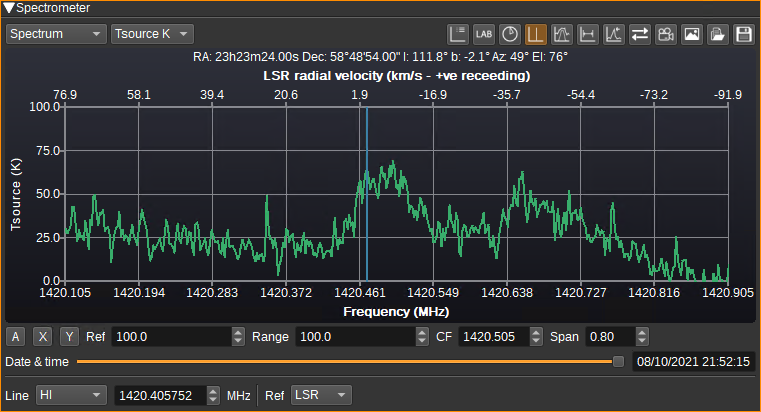 Spectrometer
Spectrum Tsource K LAB
RA: 23h23m24.00s Dec: 58°48'54.00" l: 111.8° b: -2.1° Az: 49° El: 76°
LSR radial velocity (km/s - +ve receeding)
76.9 58.1 39.4 20.6 1.9 -16.9 -35.7 -54.4 -73.2 -91.9
100.0
75.0
50.0
25.0
0.0
Tsource (K)
1420.105 1420.194 1420.283 1420.372 1420.461 1420.549 1420.638 1420.727 1420.816 1420.905
Frequency (MHz)
A X Y Ref 100.0 Range 100.0 CF 1420.505 Span 0.80
Date & time 08/10/2021 21:52:15
Line HI 1420.405752 MHz Ref LSR